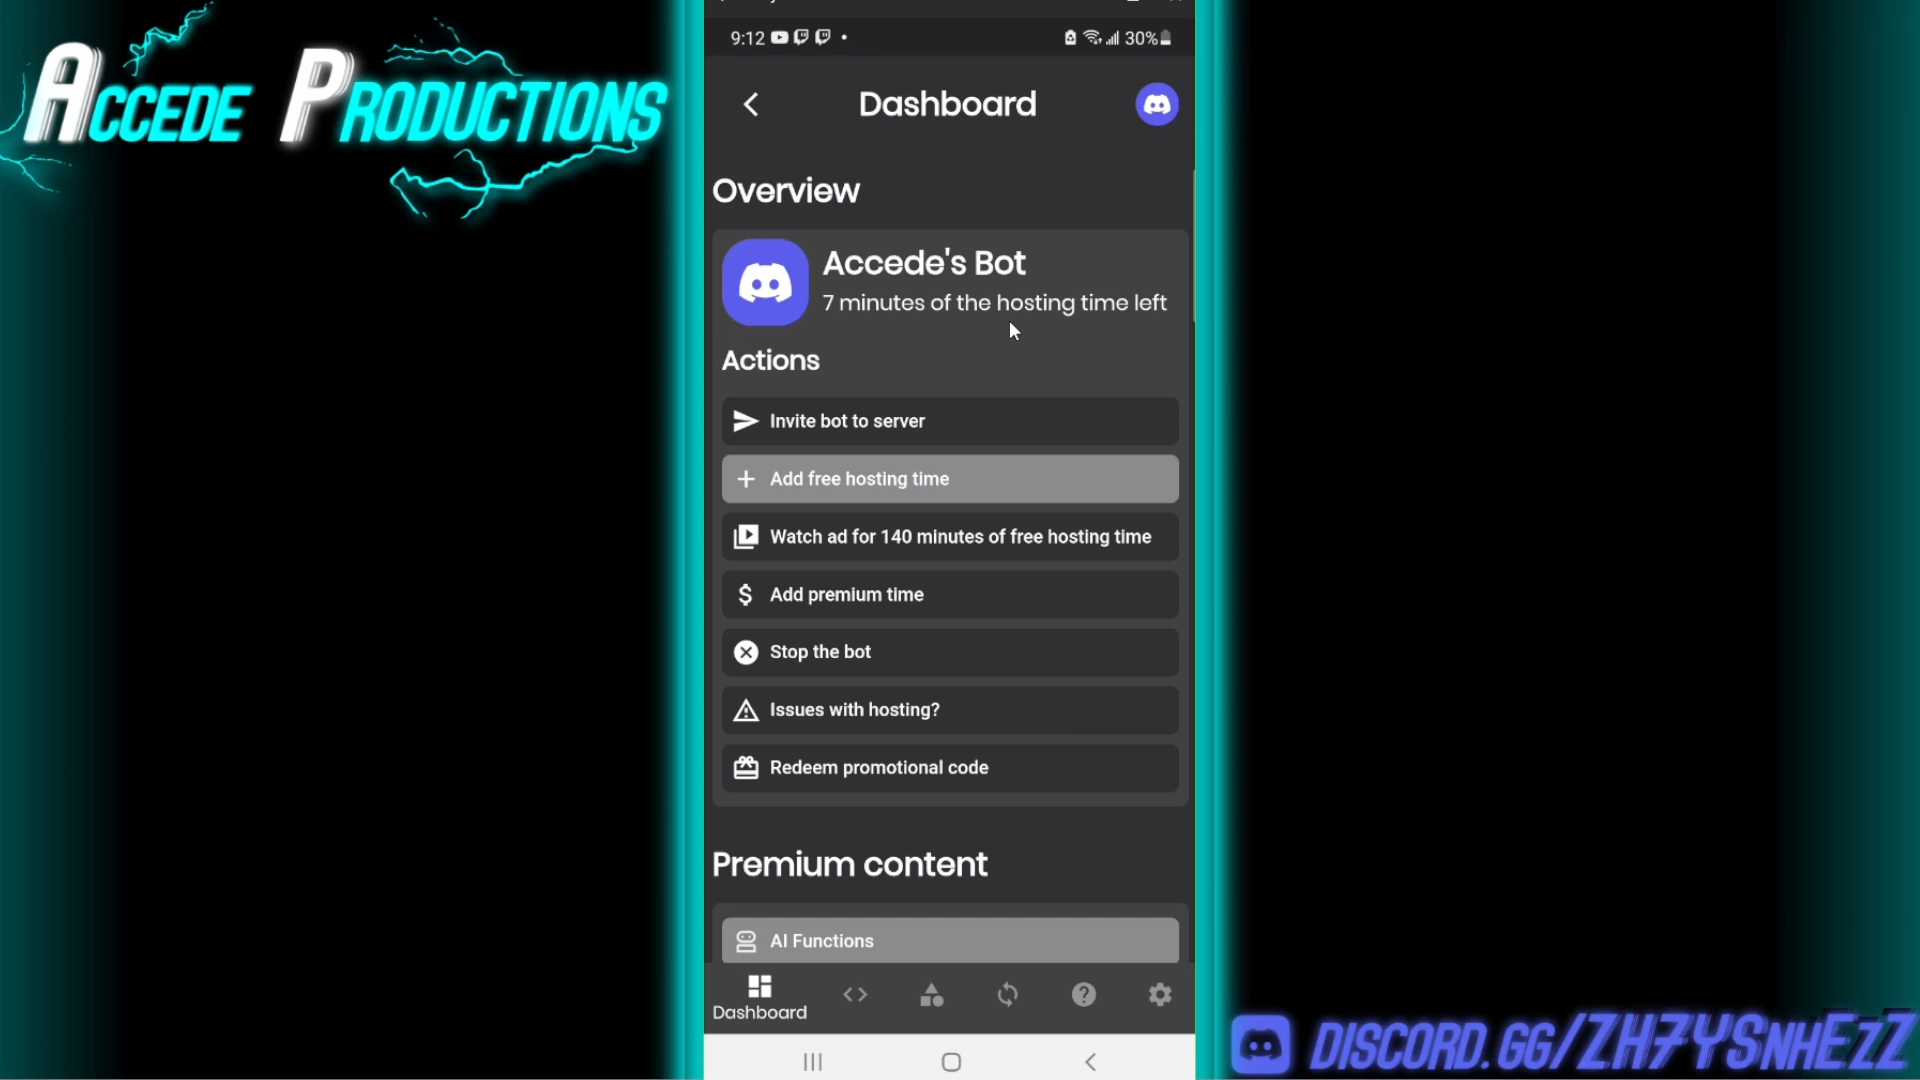 Accede Productions
9:12
30%
Dashboard
Overview
Accede's Bot
7 minutes of the hosting time left
Actions
Invite bot to server
Add free hosting time
Watch ad for 140 minutes of free hosting time
Add premium time
Stop the bot
Issues with hosting?
Redeem promotional code
Premium content
AI Functions
Dashboard
DISCORD.GG/ZH7YSNHEZZ